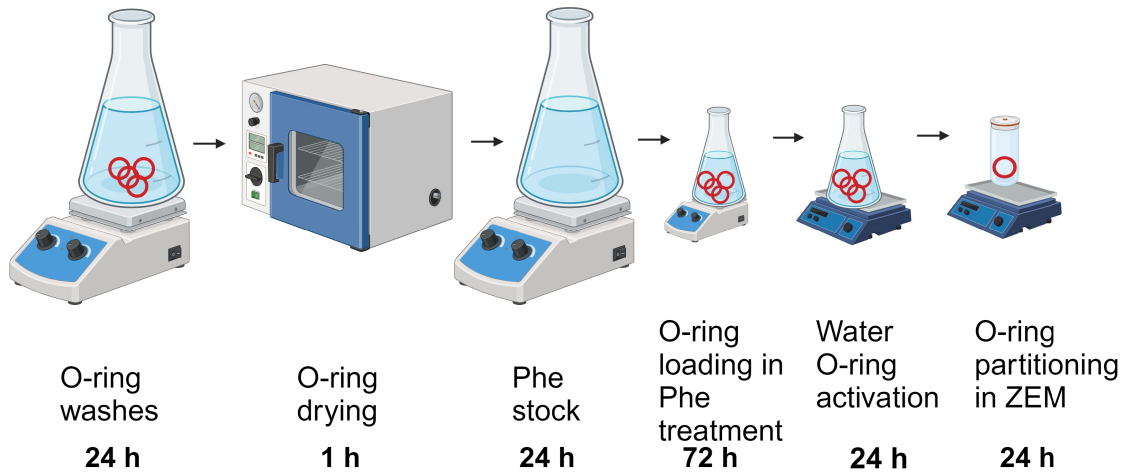 O-ring
washes
24 h
O-ring
drying
1 h
Phe
stock
24 h
O-ring
loading in
Phe
treatment
72 h
Water
O-ring
activation
24 h
O-ring
partitioning
in ZEM
24 h